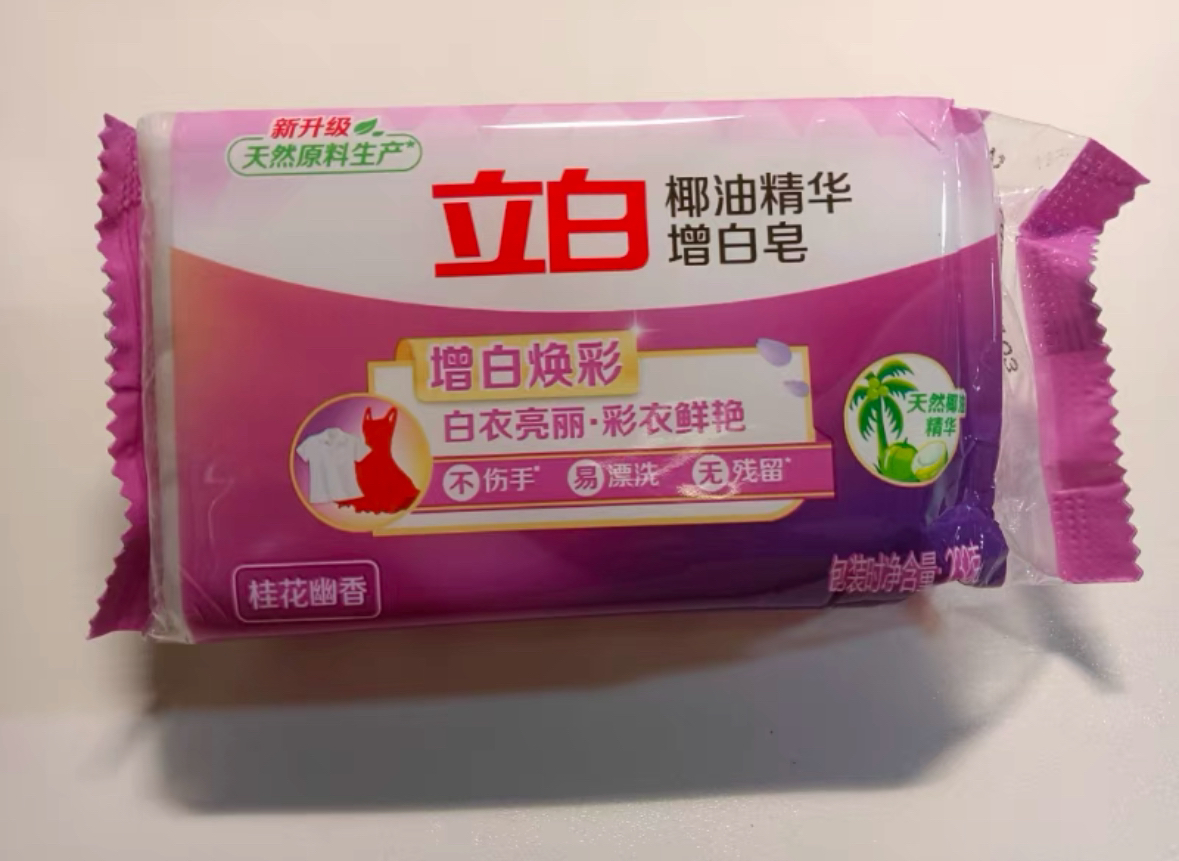 新升级
天然原料生产*
立白
椰油精华
增白皂
增白焕彩
白衣亮丽·彩衣鲜艳
不伤手* 易漂洗 无残留*
天然椰油
精华
桂花幽香
包装时净含量: